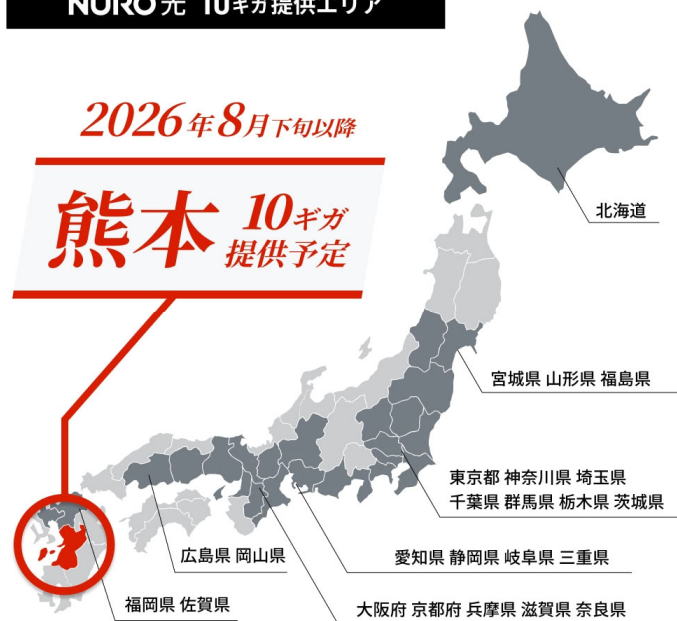 NURO光 10ギガ提供エリア
2026年8月下旬以降
熊本 10ギガ
提供予定
北海道
宮城県 山形県 福島県
東京都 神奈川県 埼玉県
千葉県 群馬県 栃木県 茨城県
広島県 岡山県
愛知県 静岡県 岐阜県 三重県
福岡県 佐賀県
大阪府 京都府 兵庫県 滋賀県 奈良県